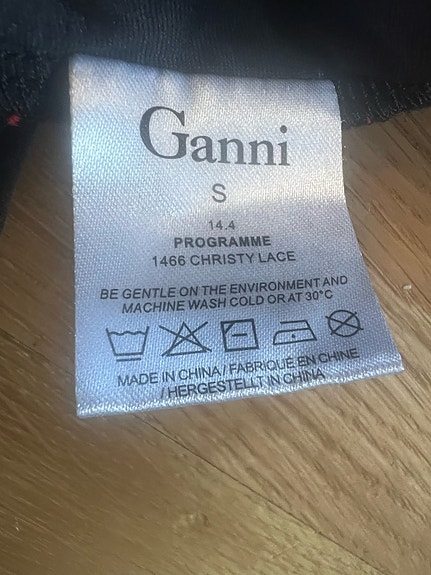 Ganni
S
14.4
PROGRAMME
1466 CHRISTY LACE
BE GENTLE ON THE ENVIRONMENT AND
MACHINE WASH COLD OR AT 30°C
MADE IN CHINA / FABRIQUÉ EN CHINE
/ HERGESTELLT IN CHINA